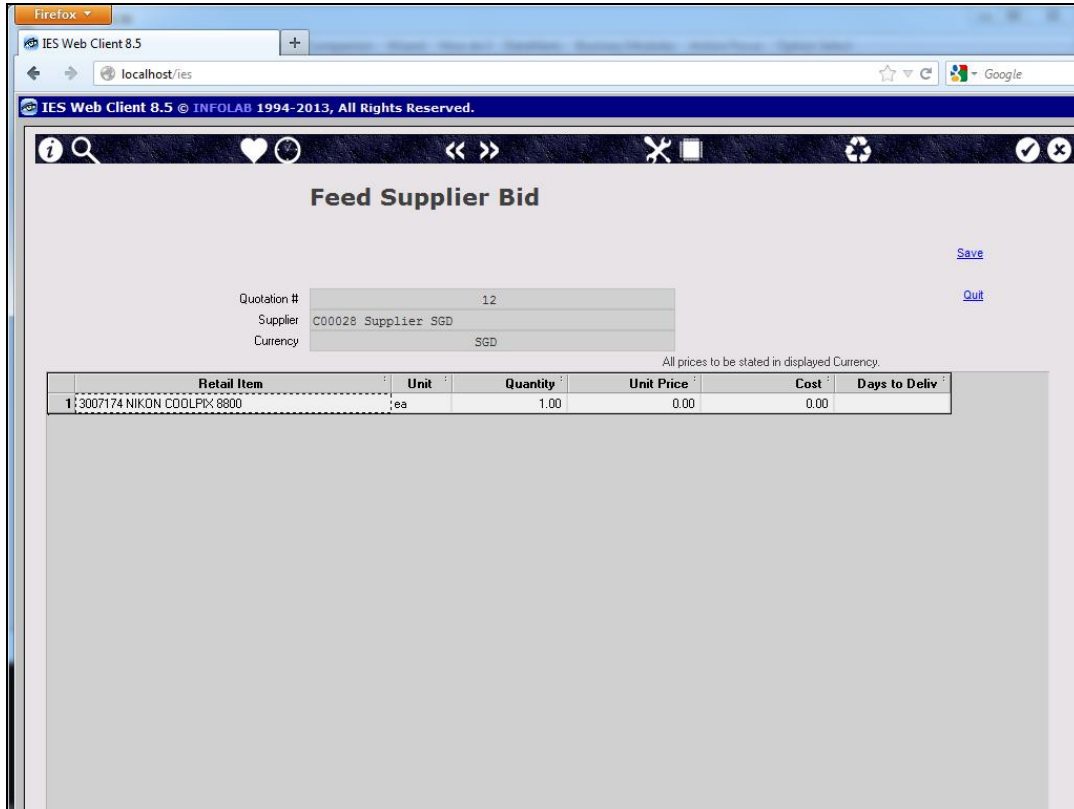 Firefox
IES Web Client 8.5
localhost/ies
Google
IES Web Client 8.5 © INFOLAB 1994-2013, All Rights Reserved.
Feed Supplier Bid
Save
Quotation # 12 Quit
Supplier C00028 Supplier SGD
Currency SGD
All prices to be stated in displayed Currency.
Retail Item Unit Quantity Unit Price Cost Days to Deliv
1 3007174 NIKON COOLPIX 8800 ea 1.00 0.00 0.00